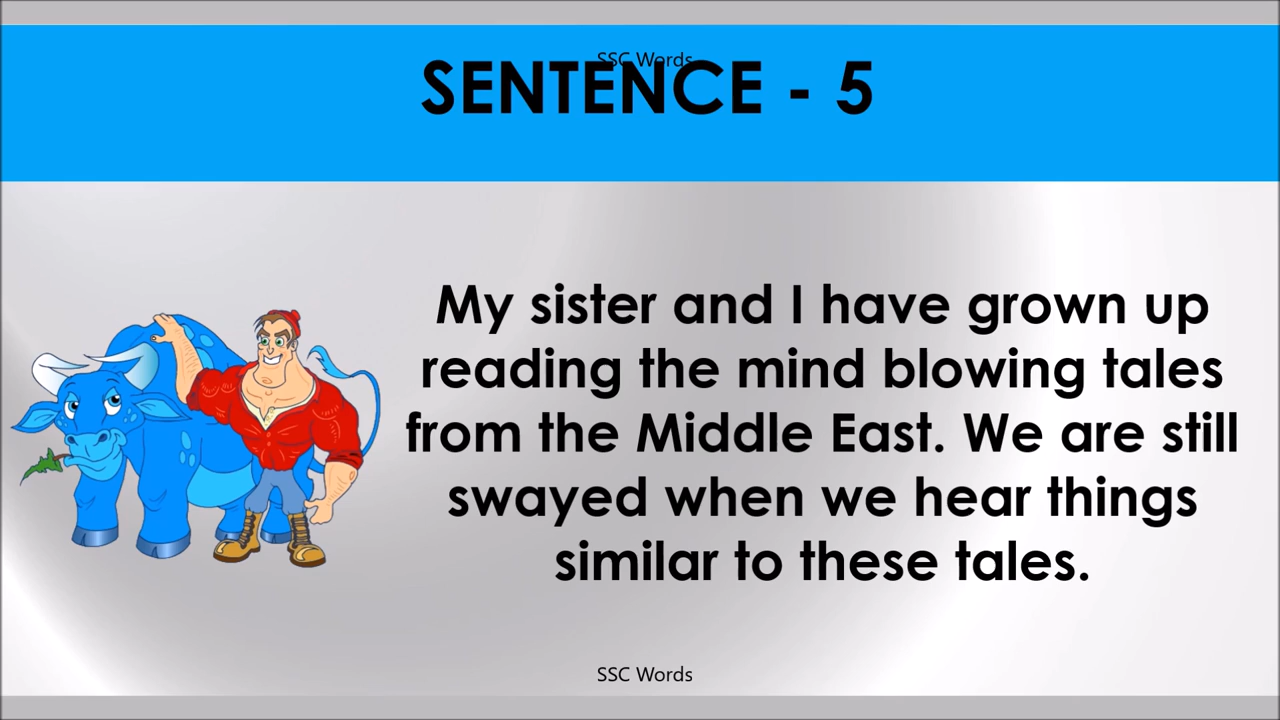 SSC Words
SENTENCE - 5
My sister and I have grown up
reading the mind blowing tales
from the Middle East. We are still
swayed when we hear things
similar to these tales.
SSC Words